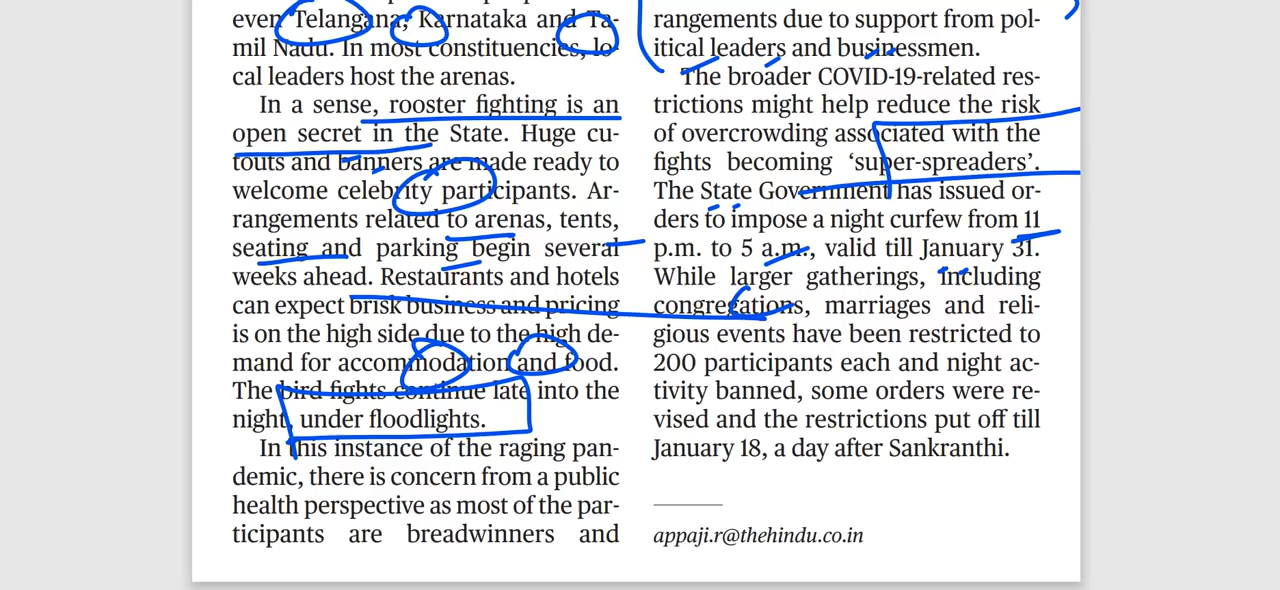 even Telangana, Karnataka and Ta-
mil Nadu. In most constituencies, lo-
cal leaders host the arenas.
In a sense, rooster fighting is an
open secret in the State. Huge cu-
touts and banners are made ready to
welcome celebrity participants. Ar-
rangements related to arenas, tents,
seating and parking begin several
weeks ahead. Restaurants and hotels
can expect brisk business and pricing
is on the high side due to the high de-
mand for accommodation and food.
The bird fights continue late into the
night, under floodlights.
In this instance of the raging pan-
demic, there is concern from a public
health perspective as most of the par-
ticipants are breadwinners and
rangements due to support from pol-
itical leaders and businessmen.
The broader COVID-19-related res-
trictions might help reduce the risk
of overcrowding associated with the
fights becoming ‘super-spreaders’.
The State Government has issued or-
ders to impose a night curfew from 11
p.m. to 5 a.m., valid till January 31.
While larger gatherings, including
congregations, marriages and reli-
gious events have been restricted to
200 participants each and night ac-
tivity banned, some orders were re-
vised and the restrictions put off till
January 18, a day after Sankranthi.
appaji.r@thehindu.co.in